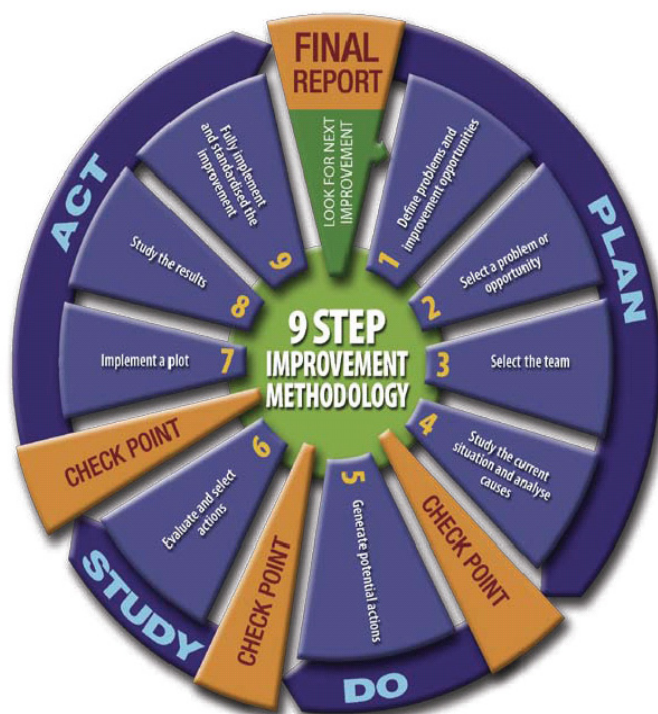 FINAL
REPORT
LOOK FOR NEXT
IMPROVEMENT
9 STEP
IMPROVEMENT
METHODOLOGY
PLAN
1
Define problems and
improvement opportunities
2
Select a problem or
opportunity
3
Select the team
4
Study the current
situation and analyse
causes
CHECK POINT
DO
5
Generate potential actions
CHECK POINT
STUDY
6
Evaluate and select
actions
CHECK POINT
ACT
7
Implement a plot
8
Study the results
9
Fully implement
and standardised the
improvement